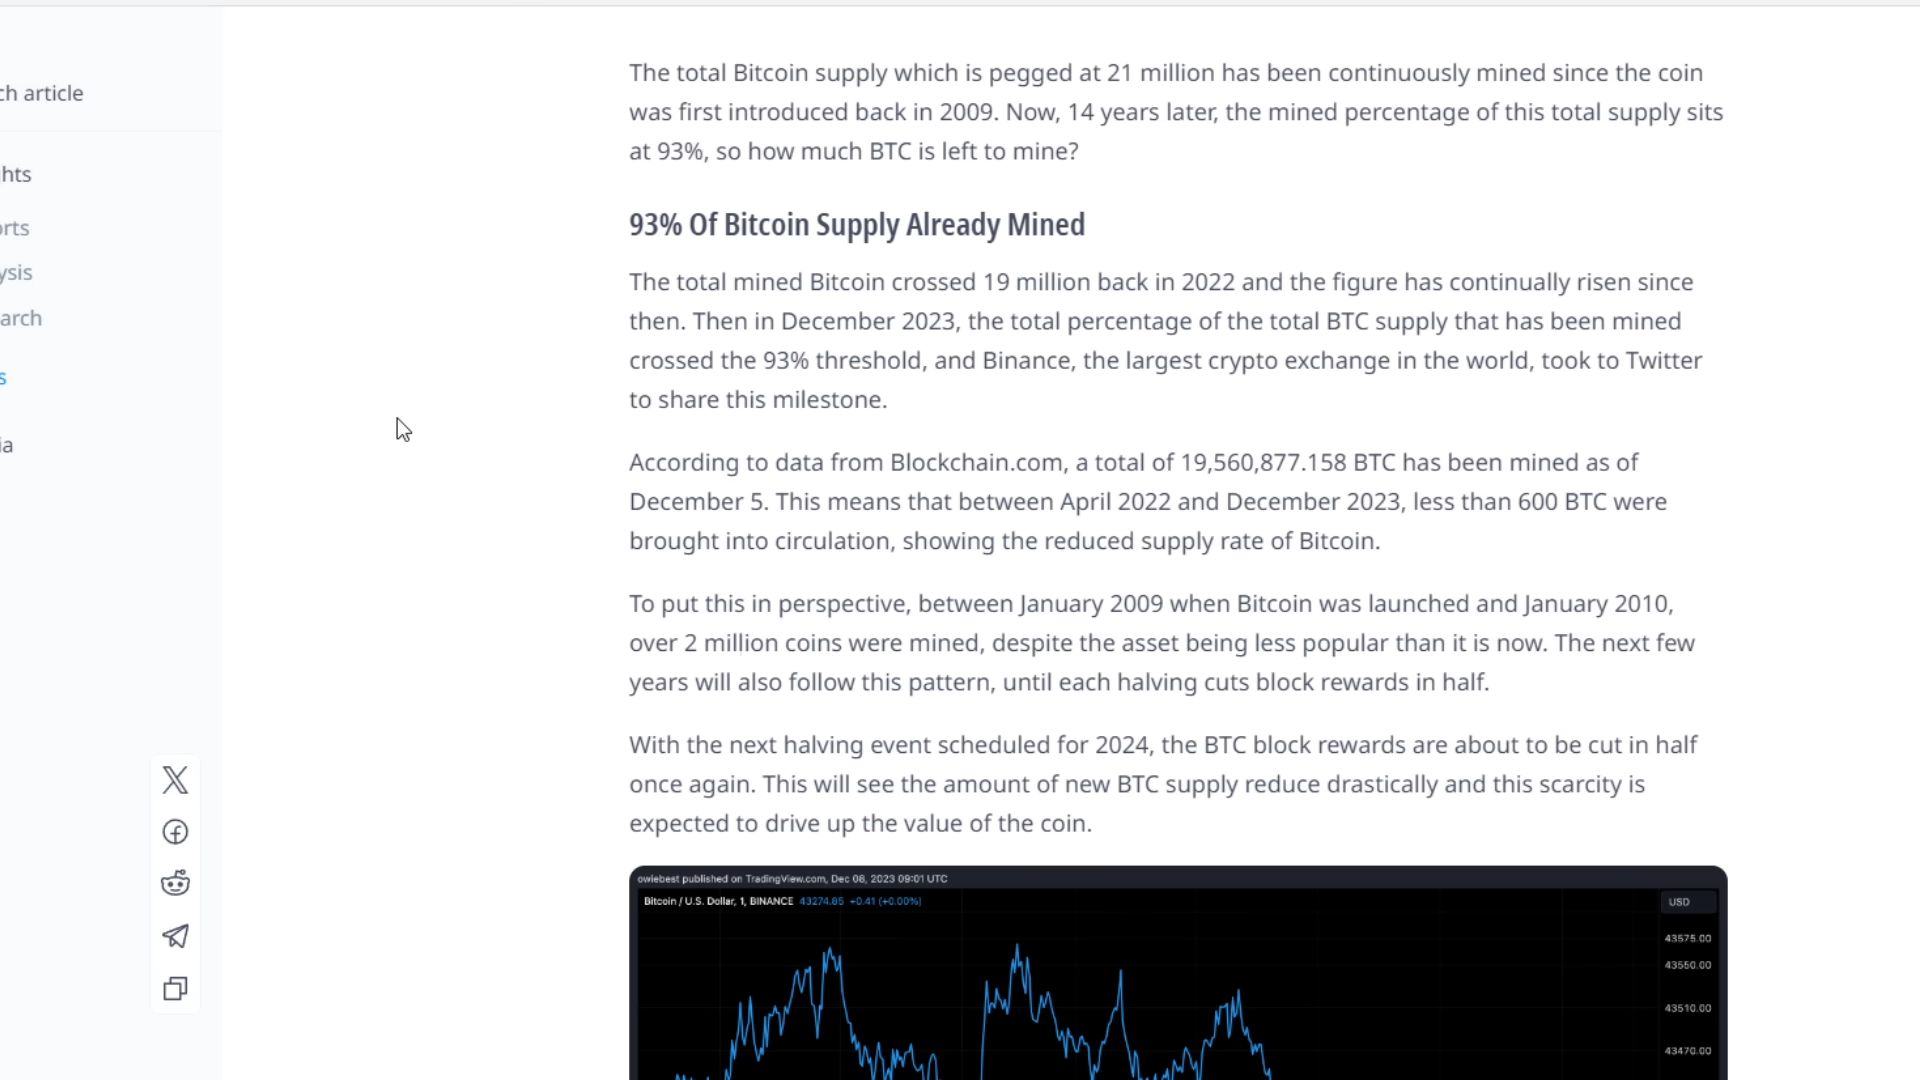 ch article
hts
orts
ysis
arch
s
ia
The total Bitcoin supply which is pegged at 21 million has been continuously mined since the coin
was first introduced back in 2009. Now, 14 years later, the mined percentage of this total supply sits
at 93%, so how much BTC is left to mine?
93% Of Bitcoin Supply Already Mined
The total mined Bitcoin crossed 19 million back in 2022 and the figure has continually risen since
then. Then in December 2023, the total percentage of the total BTC supply that has been mined
crossed the 93% threshold, and Binance, the largest crypto exchange in the world, took to Twitter
to share this milestone.
According to data from Blockchain.com, a total of 19,560,877.158 BTC has been mined as of
December 5. This means that between April 2022 and December 2023, less than 600 BTC were
brought into circulation, showing the reduced supply rate of Bitcoin.
To put this in perspective, between January 2009 when Bitcoin was launched and January 2010,
over 2 million coins were mined, despite the asset being less popular than it is now. The next few
years will also follow this pattern, until each halving cuts block rewards in half.
With the next halving event scheduled for 2024, the BTC block rewards are about to be cut in half
once again. This will see the amount of new BTC supply reduce drastically and this scarcity is
expected to drive up the value of the coin.
owiebest published on TradingView.com, Dec 08, 2023 09:01 UTC
Bitcoin / U.S. Dollar, 1, BINANCE 43274.85 +0.41 (+0.00%)
USD
43575.00
43550.00
43510.00
43470.00